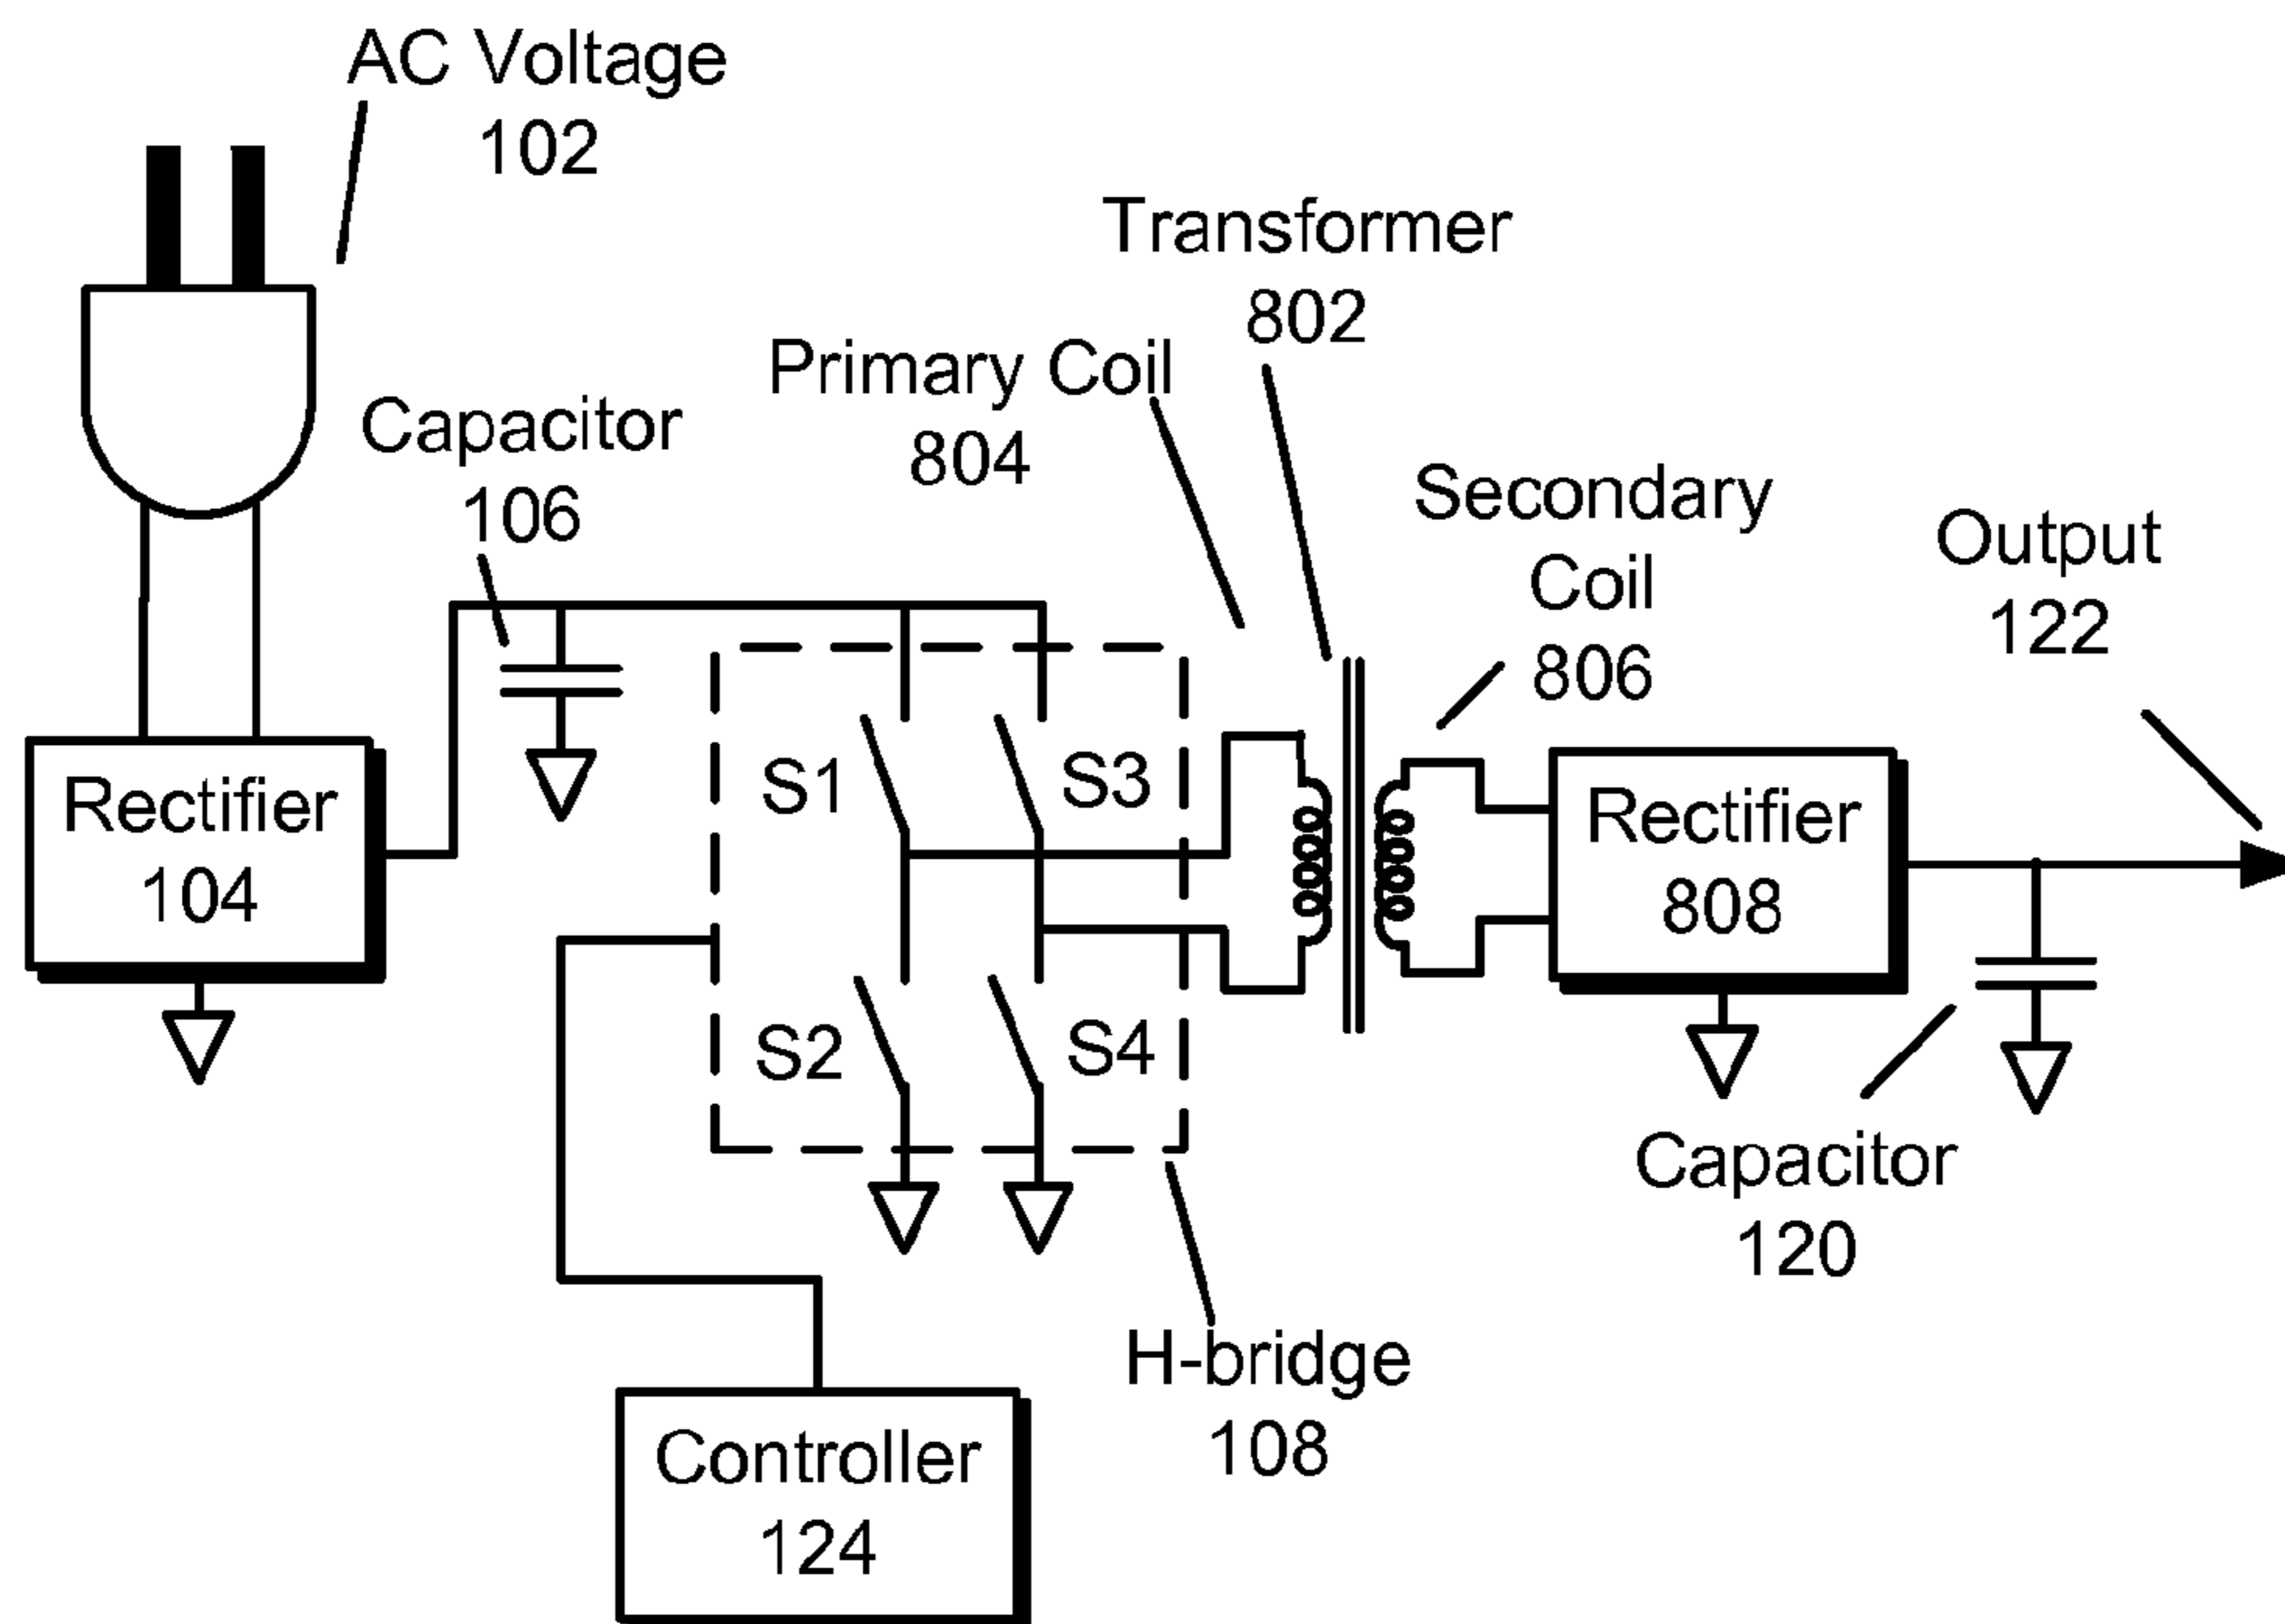 AC Voltage
102
Transformer
802
Primary Coil
804
Capacitor
106
Secondary
Coil
806
Output
122
S1
S3
Rectifier
104
Rectifier
808
S2
S4
Capacitor
120
H-bridge
108
Controller
124